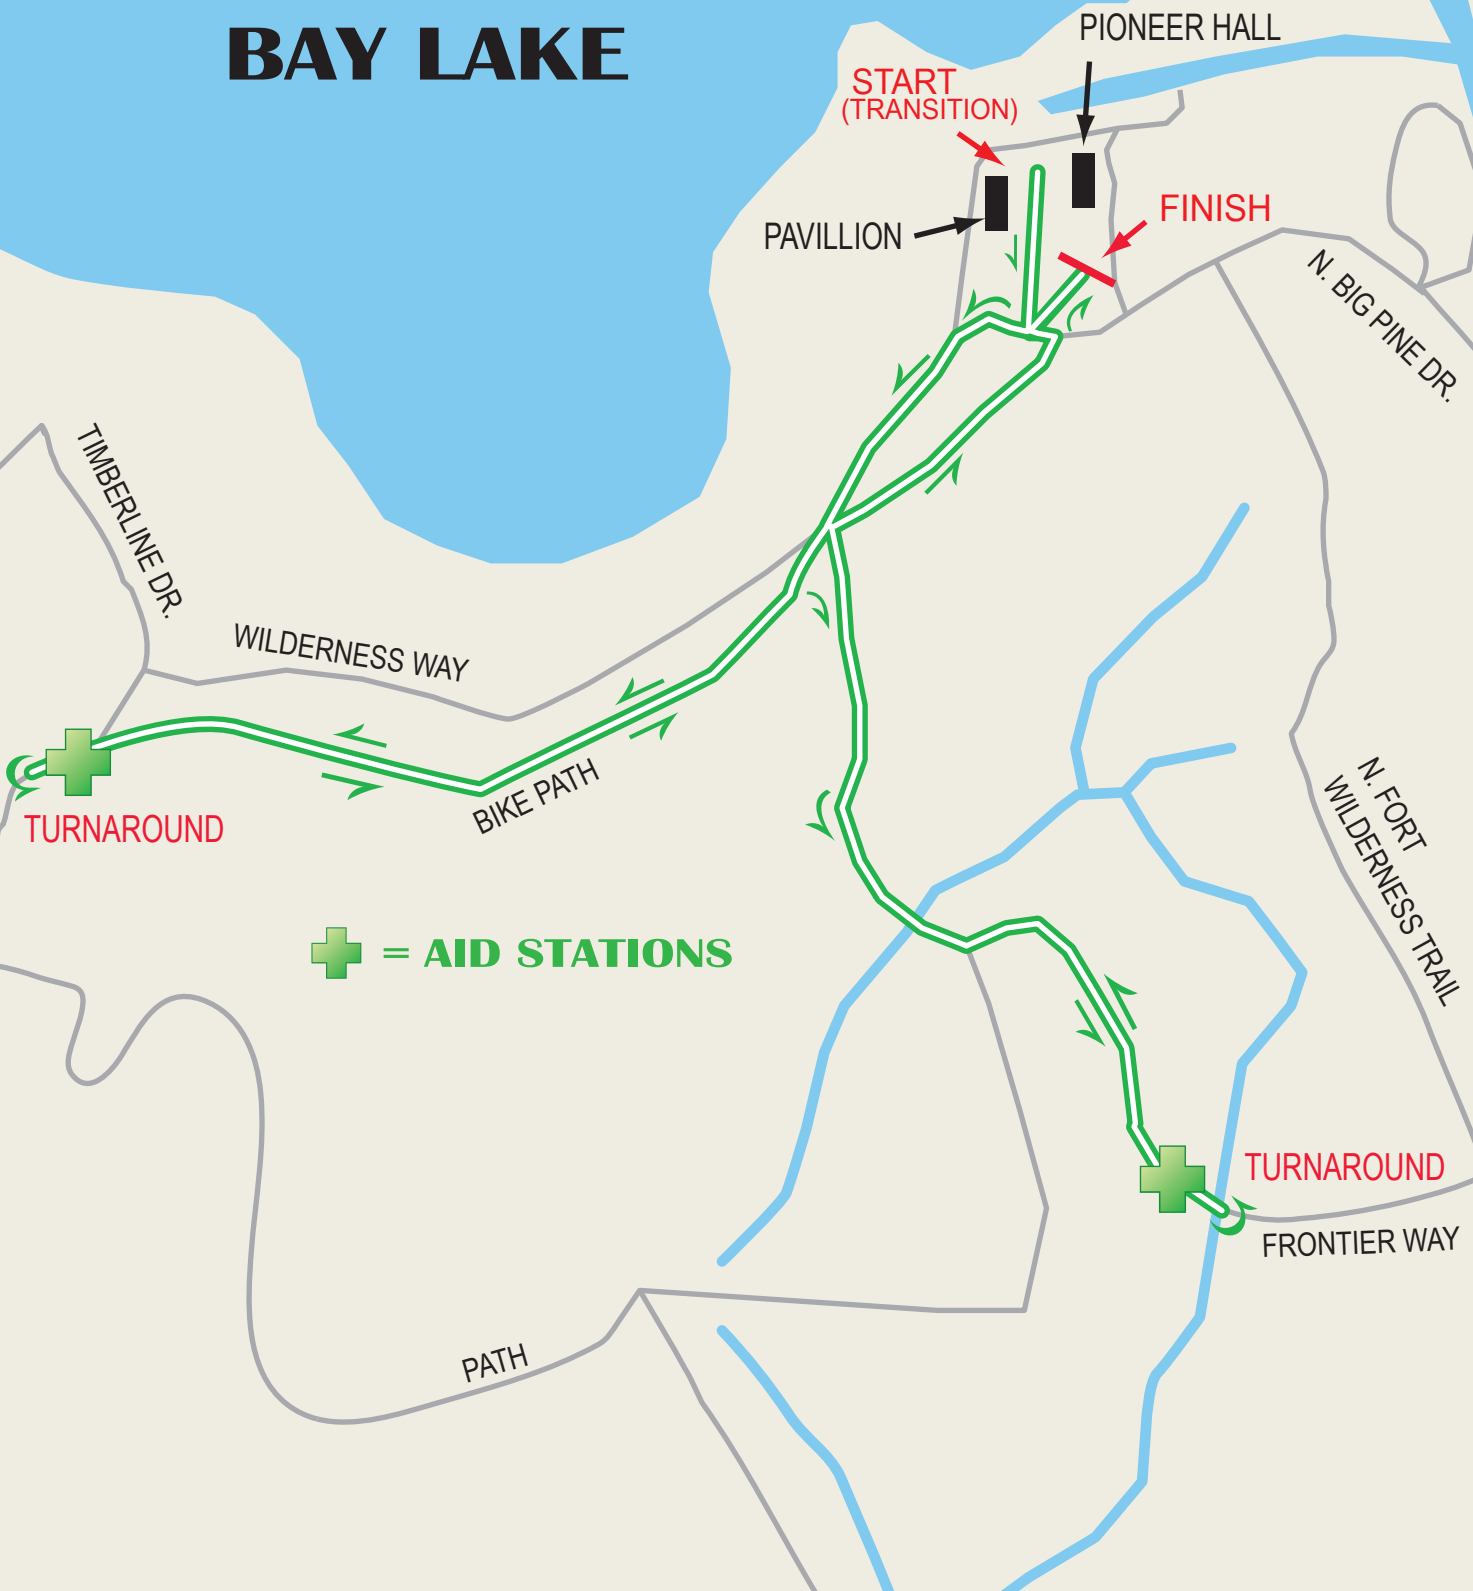 BAY LAKE
PIONEER HALL
START
(TRANSITION)
FINISH
PAVILLION
N. BIG PINE DR.
TIMBERLINE DR.
WILDERNESS WAY
BIKE PATH
TURNAROUND
N. FORT
WILDERNESS TRAIL
= AID STATIONS
TURNAROUND
FRONTIER WAY
PATH